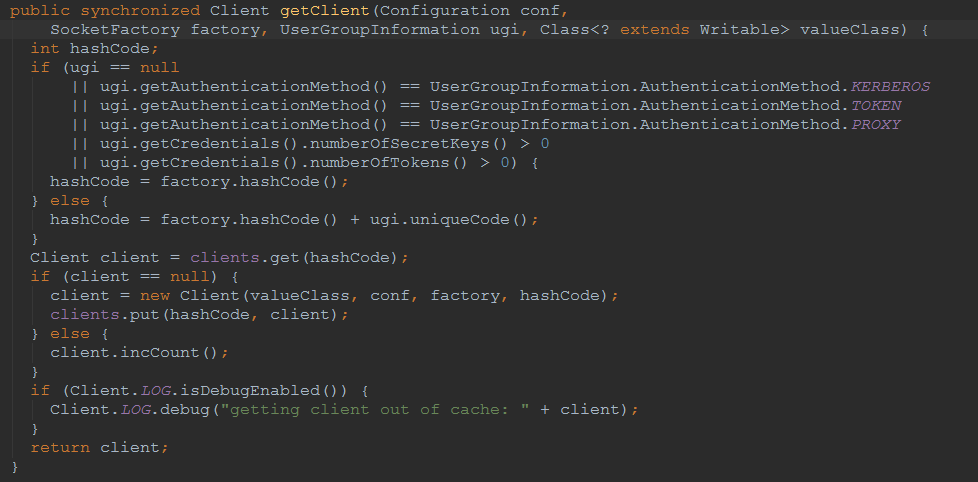 public synchronized Client getClient(Configuration conf,
    SocketFactory factory, UserGroupInformation ugi, Class<? extends Writable> valueClass) {
  int hashCode;
  if (ugi == null
      || ugi.getAuthenticationMethod() == UserGroupInformation.AuthenticationMethod.KERBEROS
      || ugi.getAuthenticationMethod() == UserGroupInformation.AuthenticationMethod.TOKEN
      || ugi.getAuthenticationMethod() == UserGroupInformation.AuthenticationMethod.PROXY
      || ugi.getCredentials().numberOfSecretKeys() > 0
      || ugi.getCredentials().numberOfTokens() > 0) {
    hashCode = factory.hashCode();
  } else {
    hashCode = factory.hashCode() + ugi.uniqueCode();
  }
  Client client = clients.get(hashCode);
  if (client == null) {
    client = new Client(valueClass, conf, factory, hashCode);
    clients.put(hashCode, client);
  } else {
    client.incCount();
  }
  if (Client.LOG.isDebugEnabled()) {
    Client.LOG.debug("getting client out of cache: " + client);
  }
  return client;
}